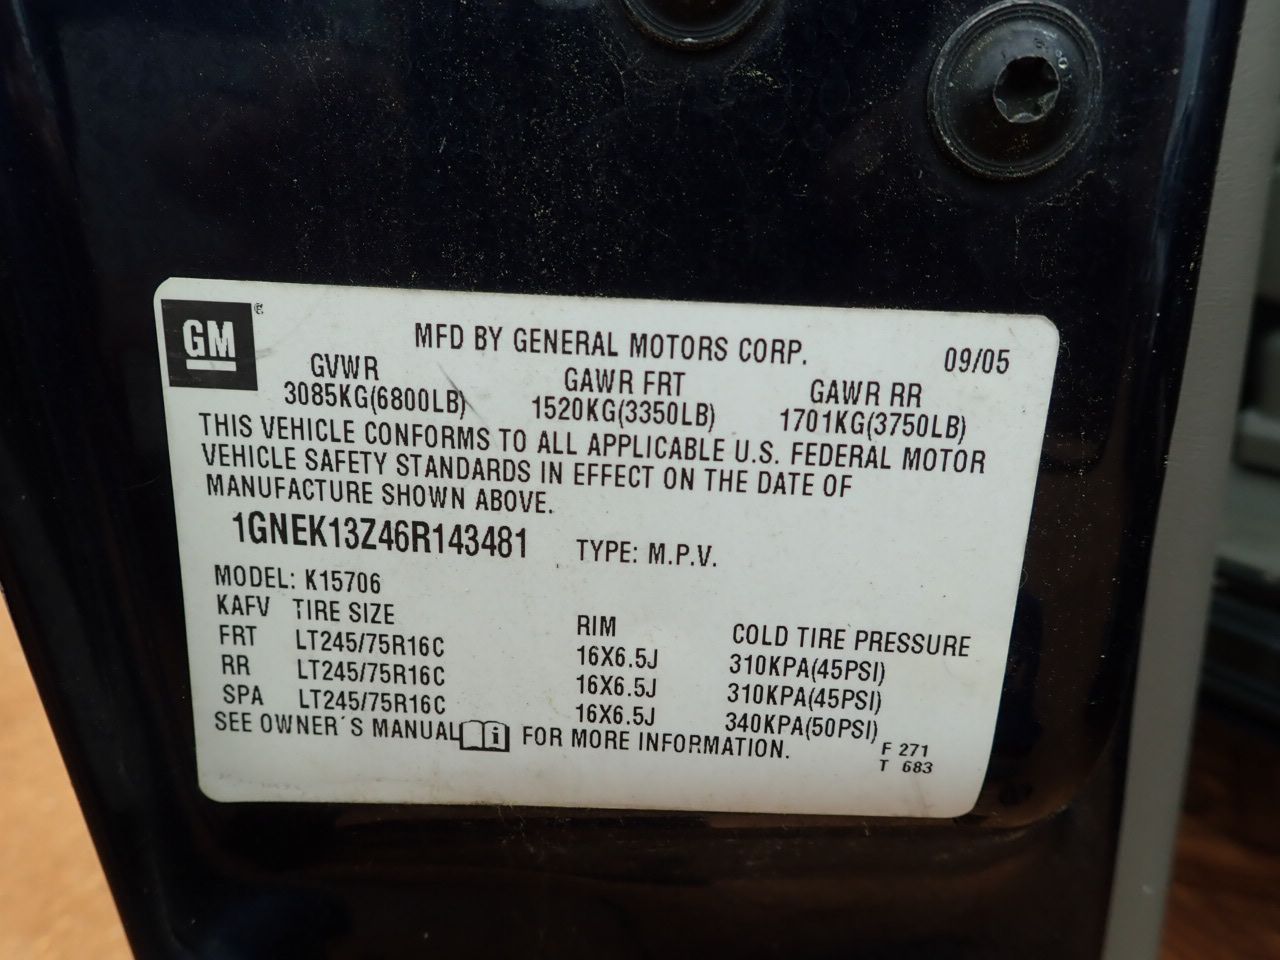 GM®
MFD BY GENERAL MOTORS CORP. 09/05
GVWR GAWR FRT GAWR RR
3085KG(6800LB) 1520KG(3350LB) 1701KG(3750LB)
THIS VEHICLE CONFORMS TO ALL APPLICABLE U.S. FEDERAL MOTOR
VEHICLE SAFETY STANDARDS IN EFFECT ON THE DATE OF
MANUFACTURE SHOWN ABOVE.
1GNEK13Z46R143481 TYPE: M.P.V.
MODEL: K15706
KAFV TIRE SIZE RIM COLD TIRE PRESSURE
FRT LT245/75R16C 16X6.5J 310KPA(45PSI)
RR LT245/75R16C 16X6.5J 310KPA(45PSI)
SPA LT245/75R16C 16X6.5J 340KPA(50PSI)
SEE OWNER´S MANUAL i FOR MORE INFORMATION.
F 271
T 683